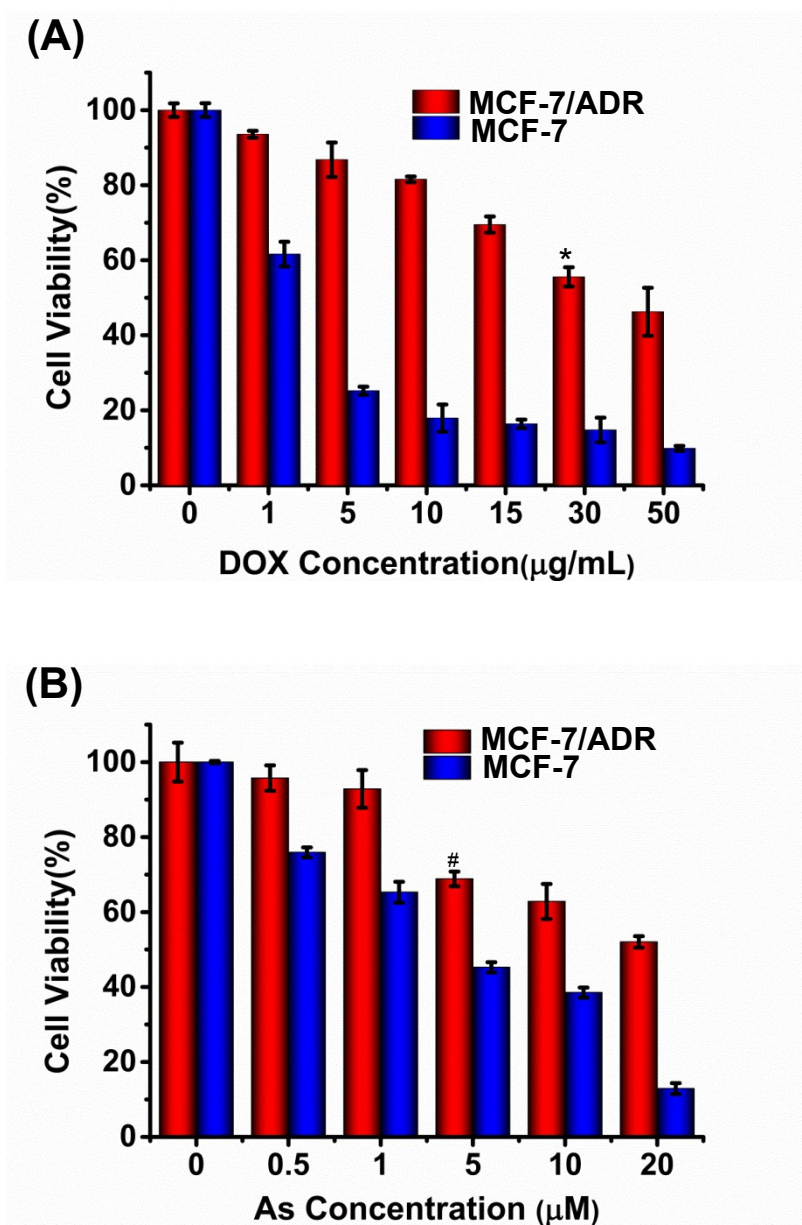 (A)
MCF-7/ADR
MCF-7
100
80
60
40
20
0
Cell Viability(%)
*
0 1 5 10 15 30 50
DOX Concentration(μg/mL)
(B)
MCF-7/ADR
MCF-7
100
80
60
40
20
0
Cell Viability(%)
#
0 0.5 1 5 10 20
As Concentration (μM)